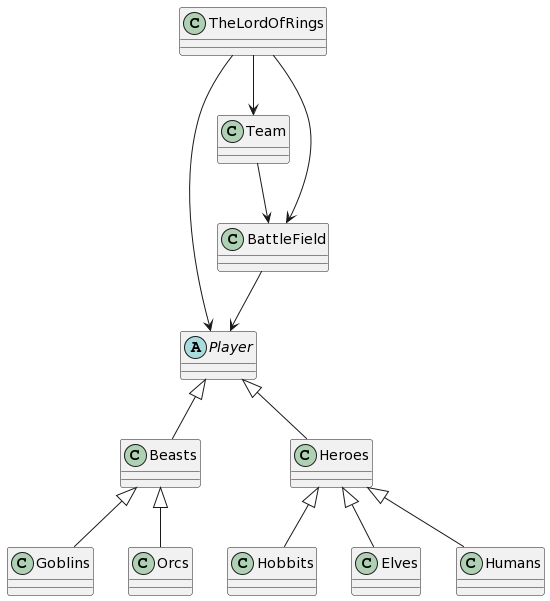 C TheLordOfRings
C Team
C BattleField
A Player
C Beasts
C Heroes
C Goblins
C Orcs
C Hobbits
C Elves
C Humans